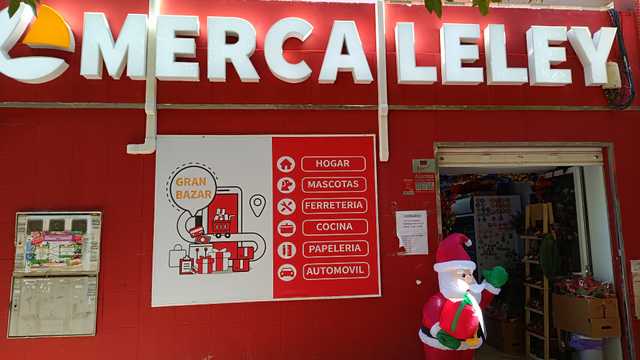 MERCALELEY
GRAN
BAZAR
HOGAR
MASCOTAS
FERRETERIA
COCINA
PAPELERIA
AUTOMOVIL